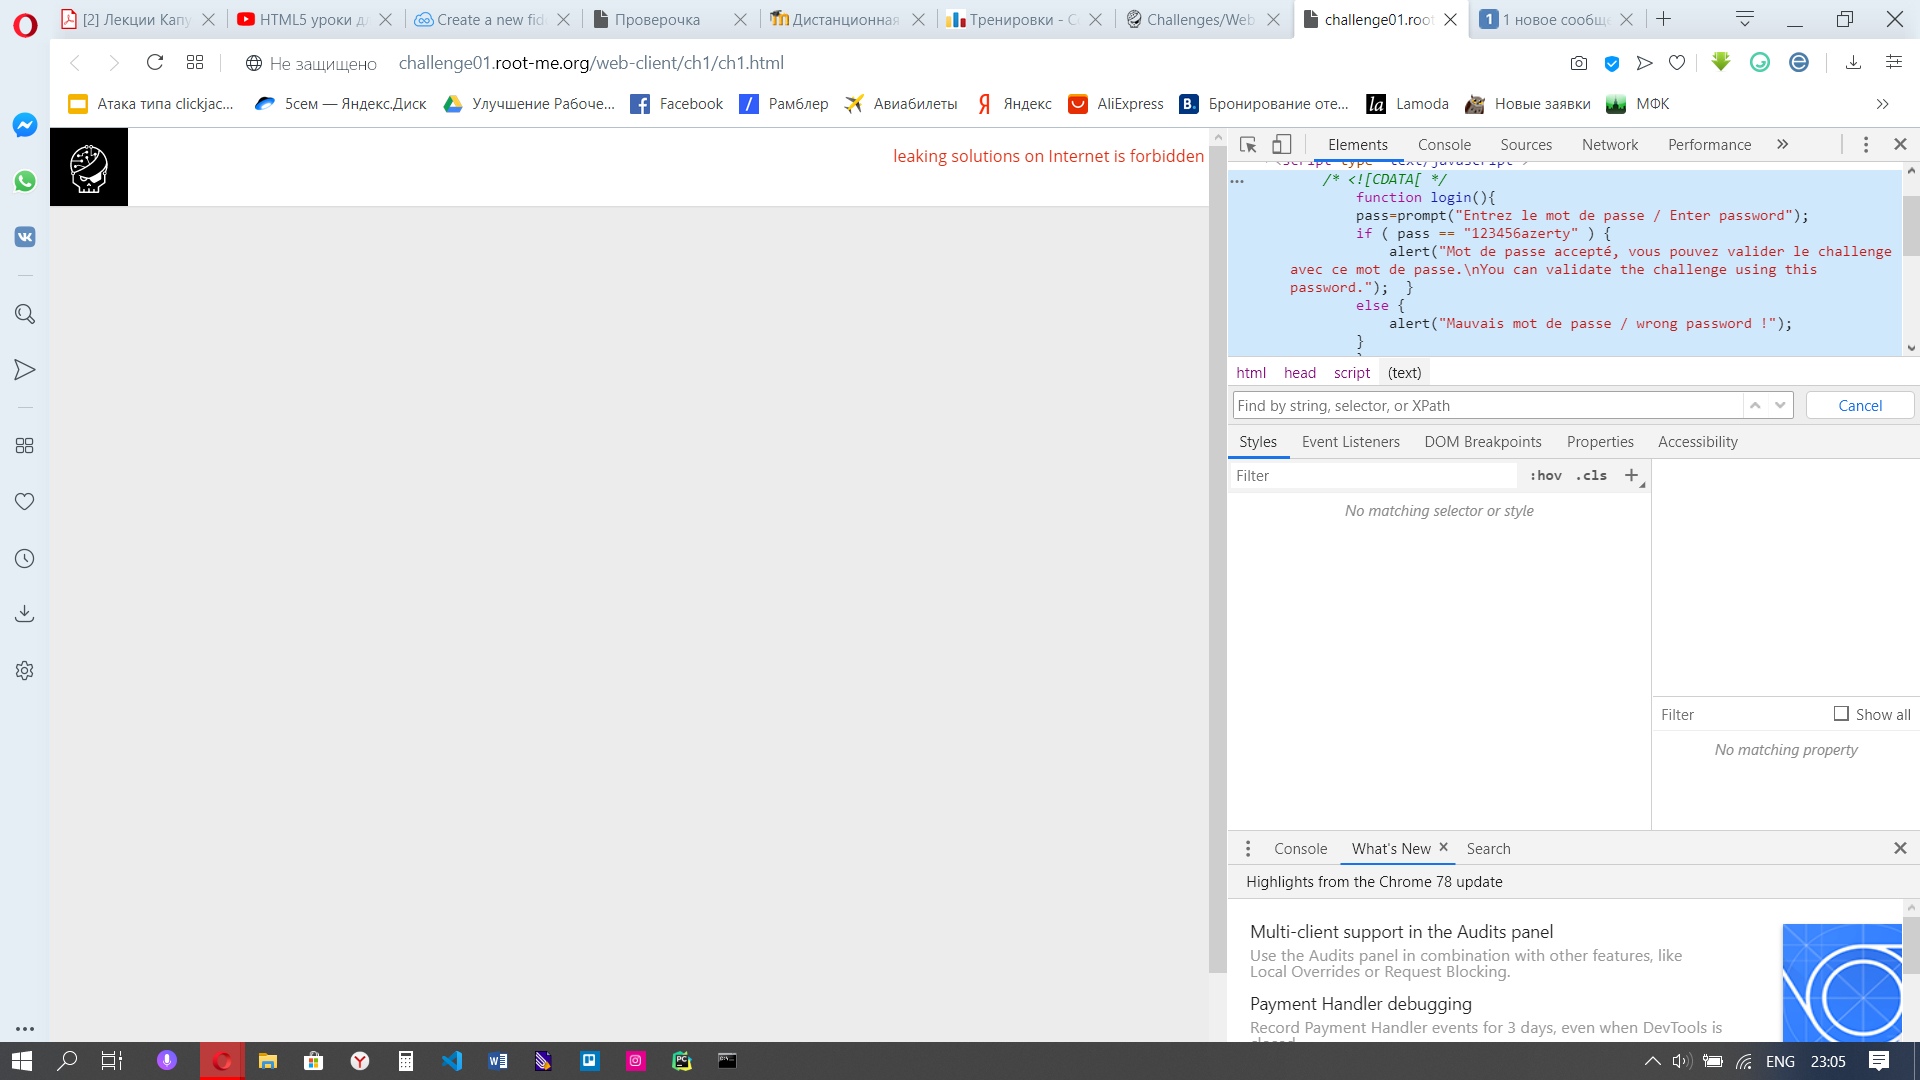 [2] Лекции Капу
HTML5 уроки дл
Create a new fid
Проверочка
Дистанционная
Тренировки - С
Challenges/Web
challenge01.root
1 новое сообще
Не защищено
challenge01.root-me.org/web-client/ch1/ch1.html
Атака типа clickjac...
5сем — Яндекс.Диск
Улучшение Рабоче...
Facebook
Рамблер
Авиабилеты
Яндекс
AliExpress
Бронирование оте...
Lamoda
Новые заявки
МФК
leaking solutions on Internet is forbidden
Elements
Console
Sources
Network
Performance
/* <![CDATA[ */
function login(){
pass=prompt("Entrez le mot de passe / Enter password");
if ( pass == "123456azerty" ) {
alert("Mot de passe accepté, vous pouvez valider le challenge
avec ce mot de passe.\nYou can validate the challenge using this
password."); }
else {
alert("Mauvais mot de passe / wrong password !");
}
html
head
script
(text)
Find by string, selector, or XPath
Cancel
Styles
Event Listeners
DOM Breakpoints
Properties
Accessibility
Filter
:hov
.cls
No matching selector or style
Filter
Show all
No matching property
Console
What's New
Search
Highlights from the Chrome 78 update
Multi-client support in the Audits panel
Use the Audits panel in combination with other features, like
Local Overrides or Request Blocking.
Payment Handler debugging
Record Payment Handler events for 3 days, even when DevTools is
ENG
23:05